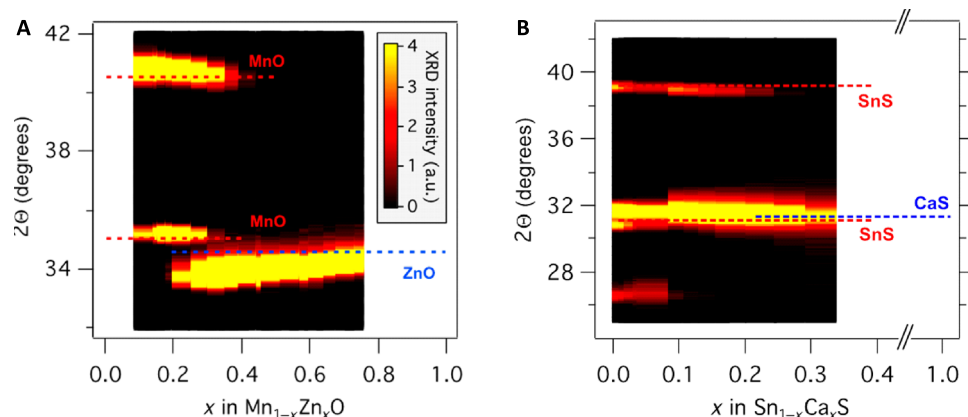 A
42
38
34
2Θ (degrees)
MnO
MnO
ZnO
4
3
2
1
0
XRD intensity (a.u.)
0.0 0.2 0.4 0.6 0.8 1.0
x in Mn₁₋ₓZnₓO
B
40
36
32
28
2Θ (degrees)
SnS
CaS
SnS
0.0 0.1 0.2 0.3 0.4 1.0
x in Sn₁₋ₓCaₓS